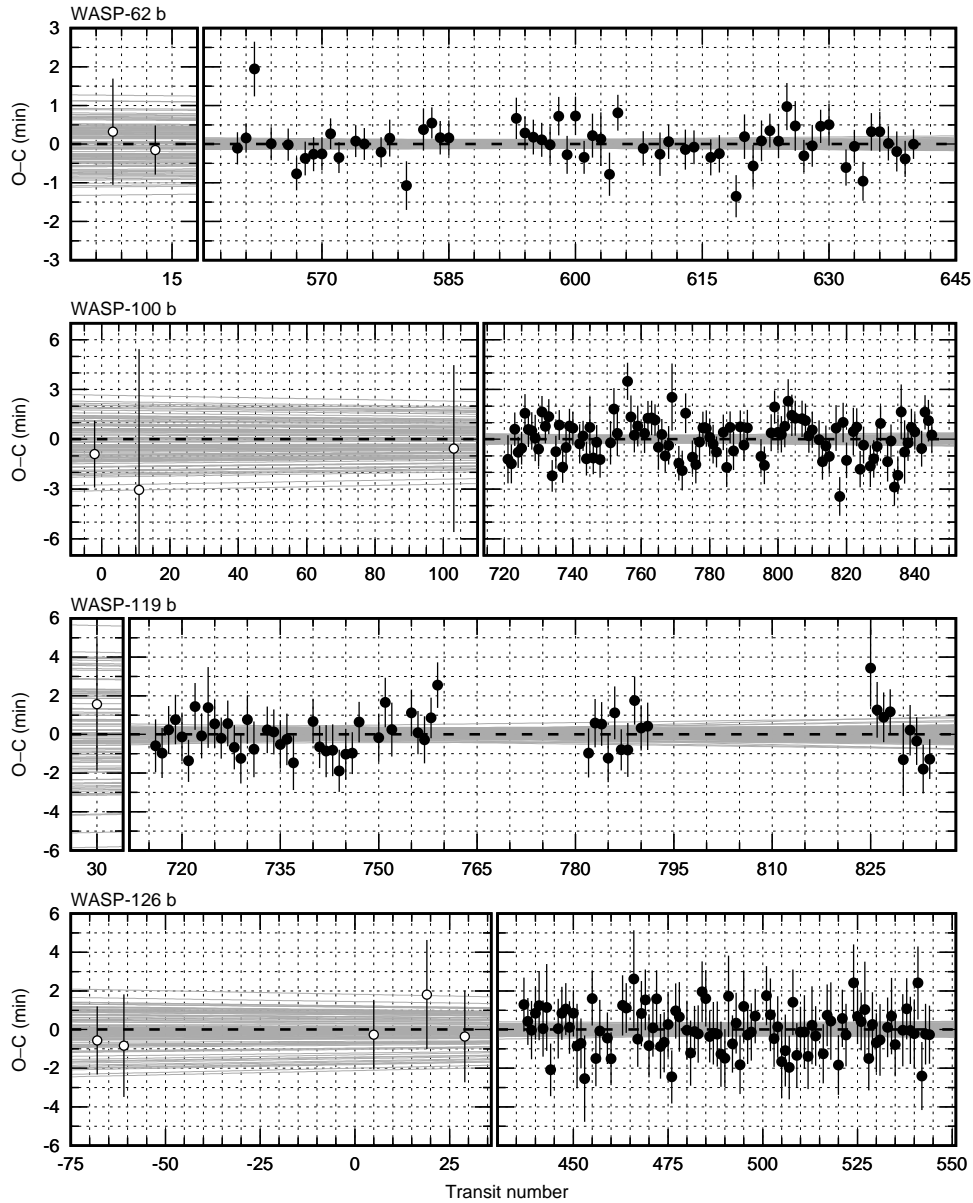 WASP-62 b
3
2
1
0
-1
-2
-3
O–C (min)
15 570 585 600 615 630 645
WASP-100 b
6
3
0
-3
-6
O–C (min)
0 20 40 60 80 100 720 740 760 780 800 820 840
WASP-119 b
6
4
2
0
-2
-4
-6
O–C (min)
30 720 735 750 765 780 795 810 825
WASP-126 b
6
4
2
0
-2
-4
-6
O–C (min)
-75 -50 -25 0 25 450 475 500 525 550
Transit number